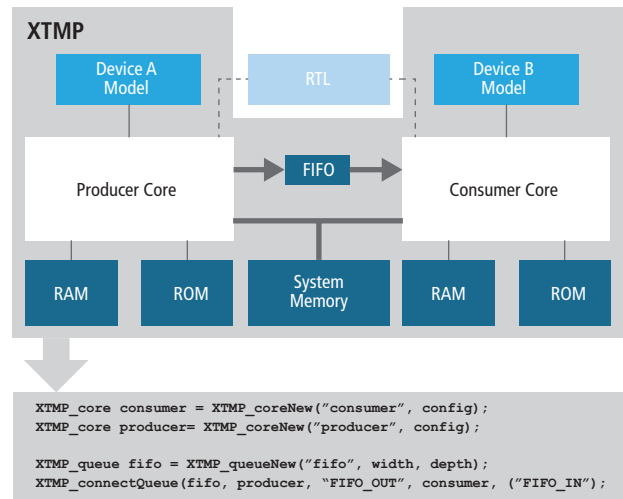 XTMP
Device A
Model
RTL
Device B
Model
Producer Core
FIFO
Consumer Core
RAM
ROM
System
Memory
RAM
ROM
XTMP_core consumer = XTMP_coreNew(”consumer”, config);
XTMP_core producer= XTMP_coreNew(”producer”, config);
XTMP_queue fifo = XTMP_queueNew(”fifo”, width, depth);
XTMP_connectQueue(fifo, producer, “FIFO_OUT”, consumer, (”FIFO_IN”);